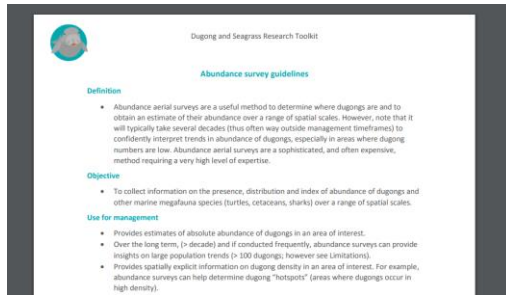 Dugong and Seagrass Research Toolkit
Abundance survey guidelines
Definition
• Abundance aerial surveys are a useful method to determine where dugongs are and to
obtain an estimate of their abundance over a range of spatial scales. However, note that it
will typically take several decades (thus often way outside management timeframes) to
confidently interpret trends in abundance of dugongs, especially in areas where dugong
numbers are low. Abundance aerial surveys are a sophisticated, and often expensive,
method requiring a very high level of expertise.
Objective
• To collect information on the presence, distribution and index of abundance of dugongs and
other marine megafauna species (turtles, cetaceans, sharks) over a range of spatial scales.
Use for management
• Provides estimates of absolute abundance of dugongs in an area of interest.
• Over the long term, (> decade) and if conducted frequently, abundance surveys can provide
insights on large population trends (> 100 dugongs; however see Limitations).
• Provides spatially explicit information on dugong density in an area of interest. For example,
abundance surveys can help determine dugong "hotspots" (areas where dugongs occur in
high density).